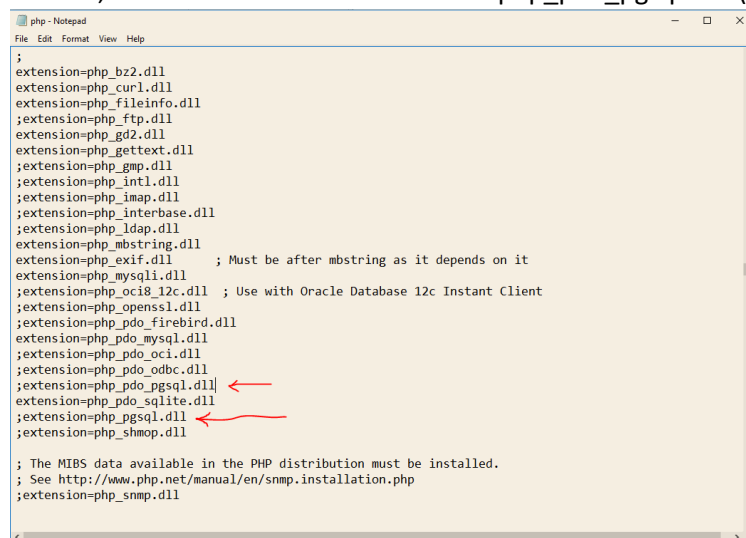 php - Notepad
File Edit Format View Help
;
extension=php_bz2.dll
extension=php_curl.dll
extension=php_fileinfo.dll
;extension=php_ftp.dll
extension=php_gd2.dll
extension=php_gettext.dll
;extension=php_gmp.dll
;extension=php_intl.dll
;extension=php_imap.dll
;extension=php_interbase.dll
;extension=php_ldap.dll
extension=php_mbstring.dll
extension=php_exif.dll ; Must be after mbstring as it depends on it
extension=php_mysqli.dll
;extension=php_oci8_12c.dll ; Use with Oracle Database 12c Instant Client
;extension=php_openssl.dll
;extension=php_pdo_firebird.dll
extension=php_pdo_mysql.dll
;extension=php_pdo_oci.dll
;extension=php_pdo_odbc.dll
;extension=php_pdo_pgsql.dll
extension=php_pdo_sqlite.dll
;extension=php_pgsql.dll
;extension=php_shmop.dll
; The MIBS data available in the PHP distribution must be installed.
; See http://www.php.net/manual/en/snmp.installation.php
;extension=php_snmp.dll